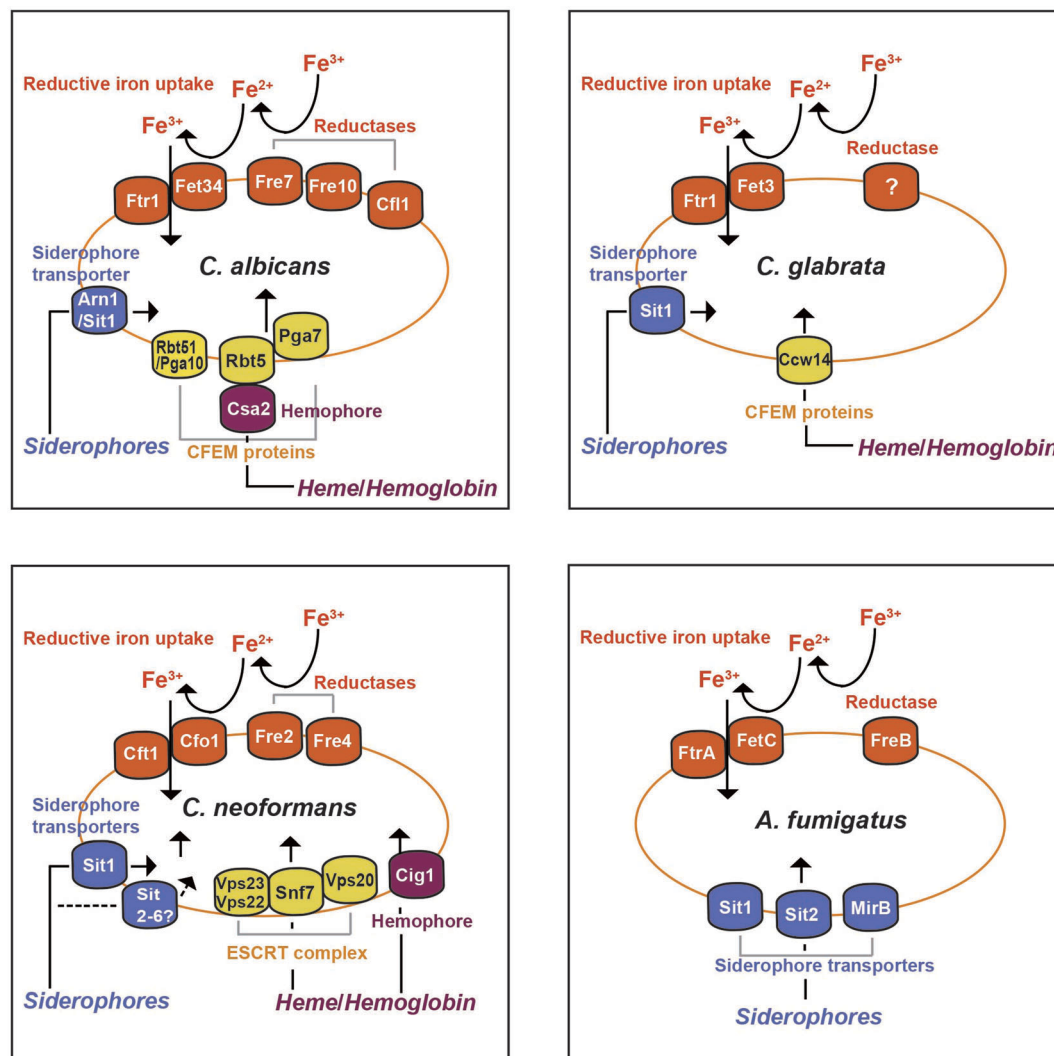 Fe3+
Reductive iron uptake Fe2+
Fe3+ Reductases
Ftr1 Fet34 Fre7 Fre10 Cfl1
Siderophore
transporter
C. albicans
Arn1
/Sit1
Rbt51
/Pga10
Rbt5
Pga7
Csa2 Hemophore
Siderophores
CFEM proteins
Heme/Hemoglobin
Fe3+
Reductive iron uptake Fe2+
Fe3+ Reductase
Ftr1 Fet3 ?
Siderophore
transporter
C. glabrata
Sit1
Ccw14
CFEM proteins
Siderophores
Heme/Hemoglobin
Fe3+
Reductive iron uptake Fe2+
Fe3+ Reductases
Cft1 Cfo1 Fre2 Fre4
Siderophore
transporters
C. neoformans
Sit1
Sit
2-6?
Vps23
Vps22
Snf7
Vps20
Cig1
Hemophore
ESCRT complex
Siderophores
Heme/Hemoglobin
Fe3+
Reductive iron uptake Fe2+
Fe3+ Reductase
FtrA FetC FreB
A. fumigatus
Sit1 Sit2 MirB
Siderophore transporters
Siderophores